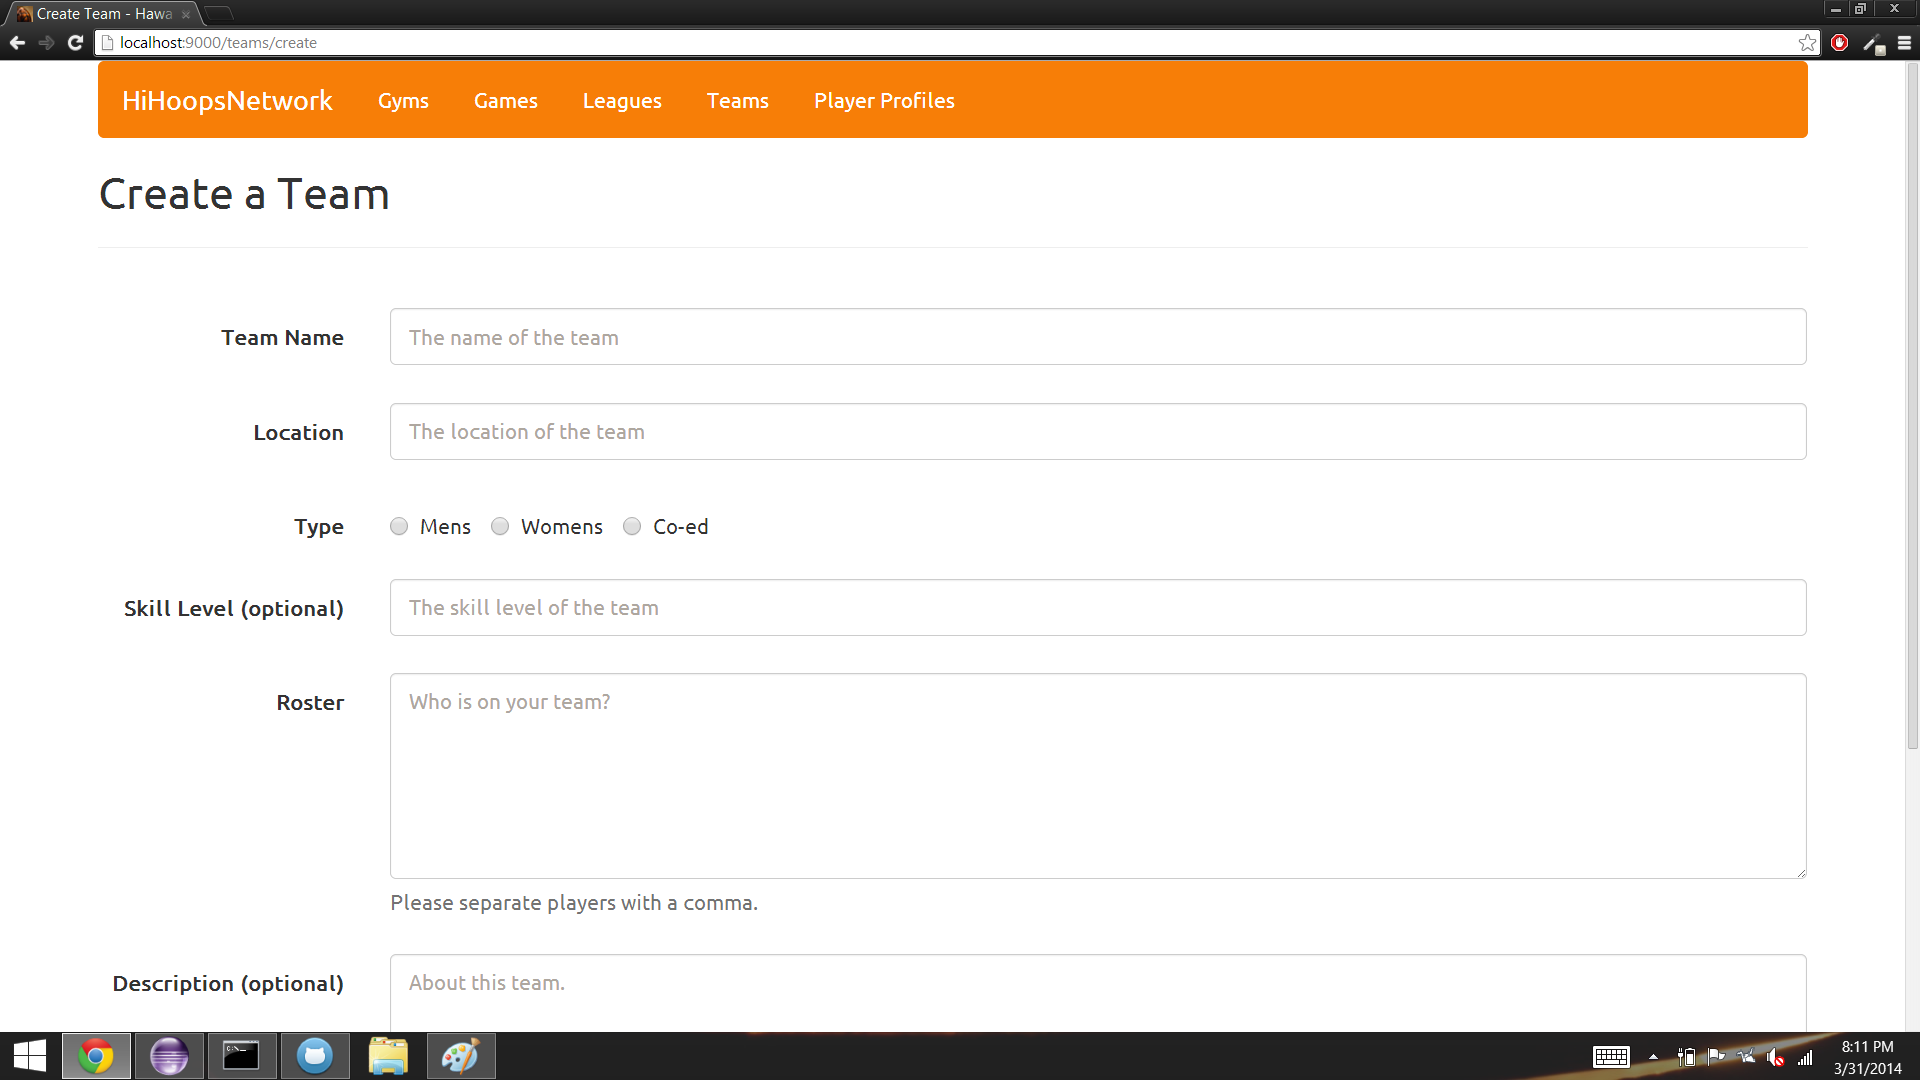 Create Team - Hawa
localhost:9000/teams/create
HiHoopsNetwork Gyms Games Leagues Teams Player Profiles
Create a Team
Team Name The name of the team
Location The location of the team
Type Mens Womens Co-ed
Skill Level (optional) The skill level of the team
Roster Who is on your team?
Please separate players with a comma.
Description (optional) About this team.
8:11 PM
3/31/2014